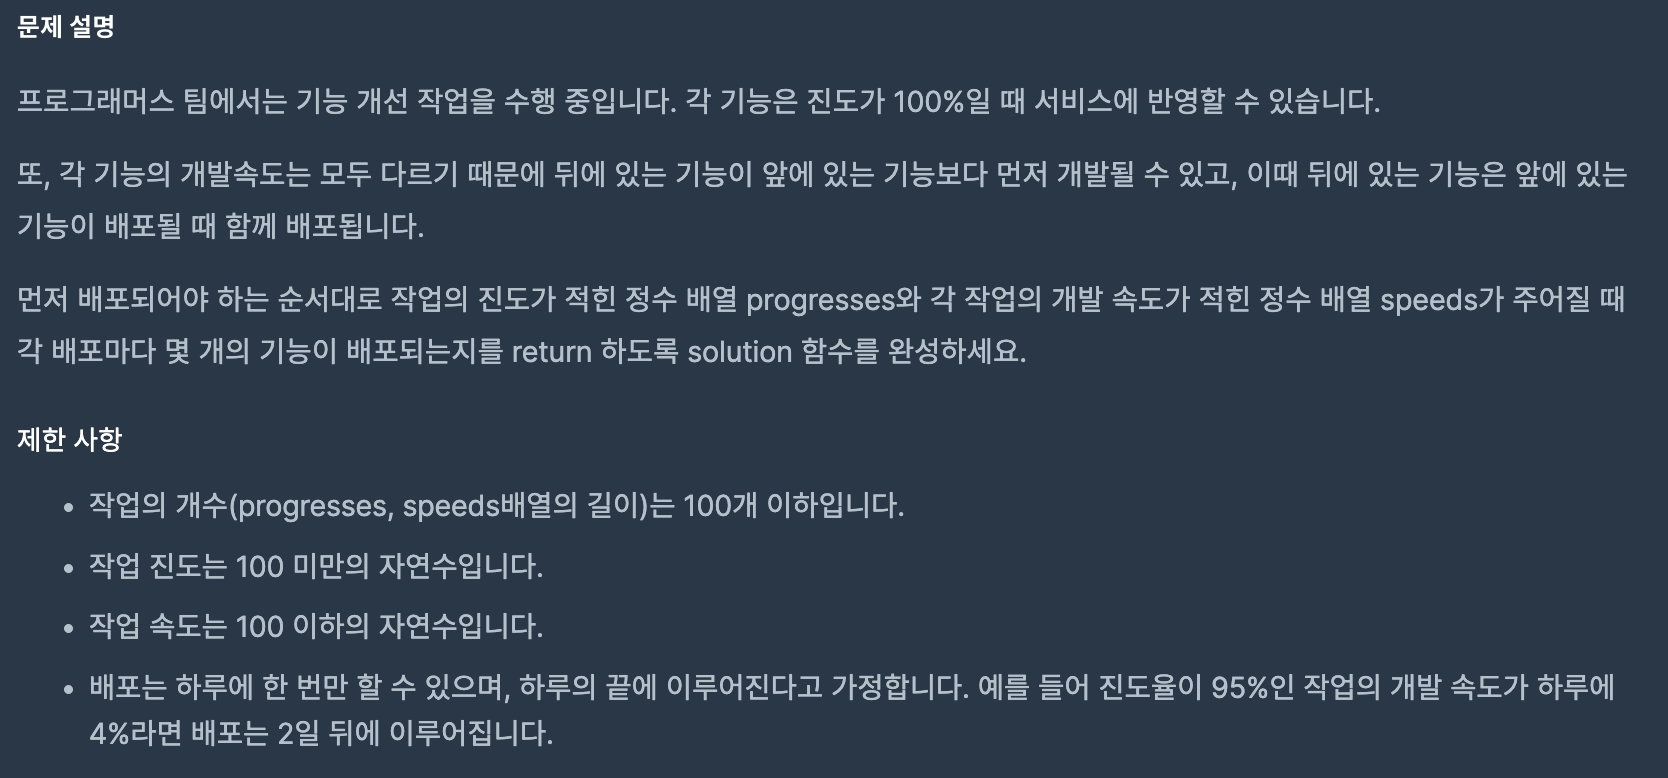 문제 설명
프로그래머스 팀에서는 기능 개선 작업을 수행 중입니다. 각 기능은 진도가 100%일 때 서비스에 반영할 수 있습니다.
또, 각 기능의 개발속도는 모두 다르기 때문에 뒤에 있는 기능이 앞에 있는 기능보다 먼저 개발될 수 있고, 이때 뒤에 있는 기능은 앞에 있는
기능이 배포될 때 함께 배포됩니다.
먼저 배포되어야 하는 순서대로 작업의 진도가 적힌 정수 배열 progresses와 각 작업의 개발 속도가 적힌 정수 배열 speeds가 주어질 때
각 배포마다 몇 개의 기능이 배포되는지를 return 하도록 solution 함수를 완성하세요.
제한 사항
• 작업의 개수(progresses, speeds배열의 길이)는 100개 이하입니다.
• 작업 진도는 100 미만의 자연수입니다.
• 작업 속도는 100 이하의 자연수입니다.
• 배포는 하루에 한 번만 할 수 있으며, 하루의 끝에 이루어진다고 가정합니다. 예를 들어 진도율이 95%인 작업의 개발 속도가 하루에
4%라면 배포는 2일 뒤에 이루어집니다.